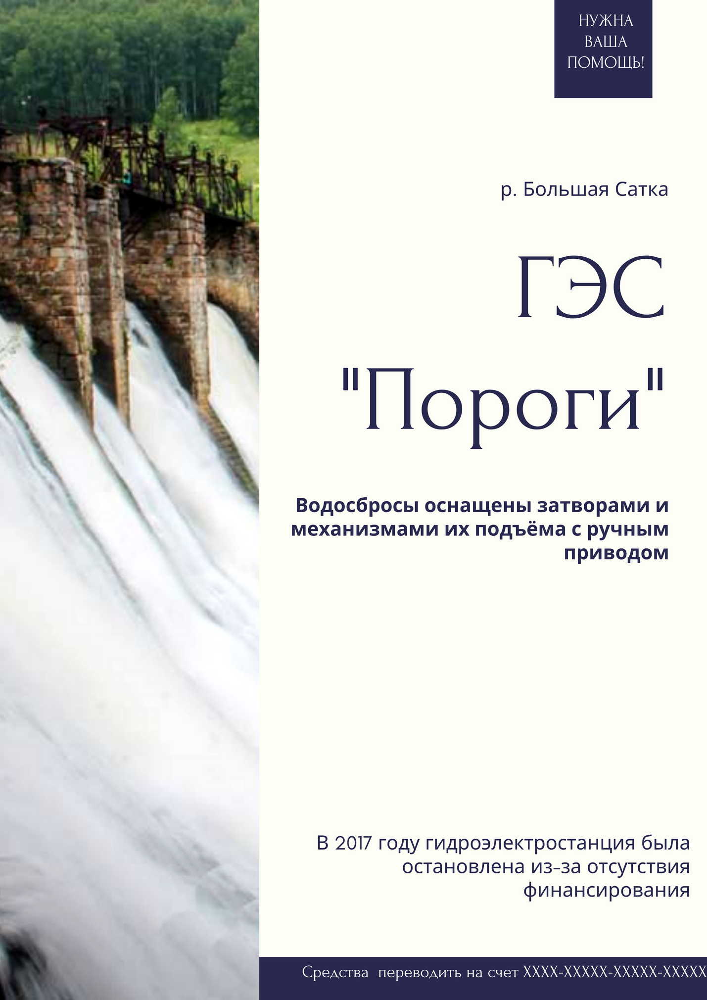 НУЖНА
ВАША
ПОМОЩЬ!
р. Большая Сатка
ГЭС
"Пороги"
Водосбросы оснащены затворами и
механизмами их подъёма с ручным
приводом
В 2017 году гидроэлектростанция была
остановлена из-за отсутствия
финансирования
Средства переводить на счет XXXX-XXXXX-XXXXX-XXXXX